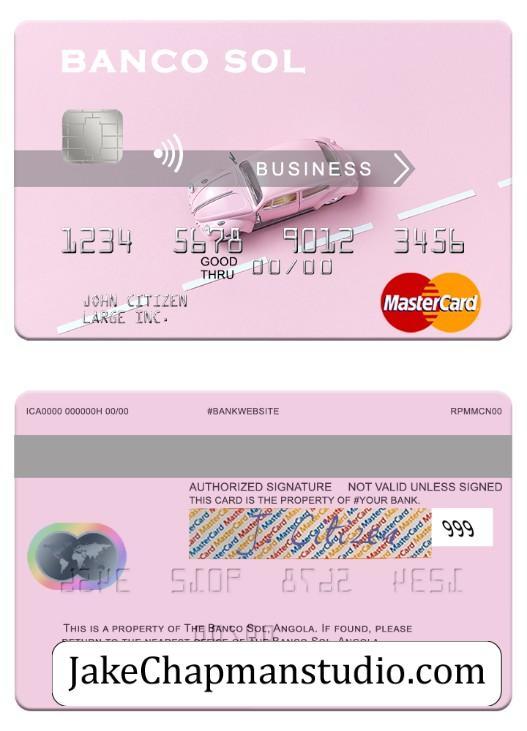 BANCO SOL
BUSINESS
1234 5678 9012 3456
GOOD THRU 00/00
JOHN CITIZEN
LARGE INC.
MasterCard
ICA0000 000000H 00/00 #BANKWEBSITE RPMMCN00
AUTHORIZED SIGNATURE NOT VALID UNLESS SIGNED
THIS CARD IS THE PROPERTY OF #YOUR BANK.
J. Citizen
999
THIS IS A PROPERTY OF THE BANCO SOL, ANGOLA. IF FOUND, PLEASE
RETURN TO THE NEAREST OFFICE OF THE BANCO SOL, ANGOLA
JakeChapmanstudio.com